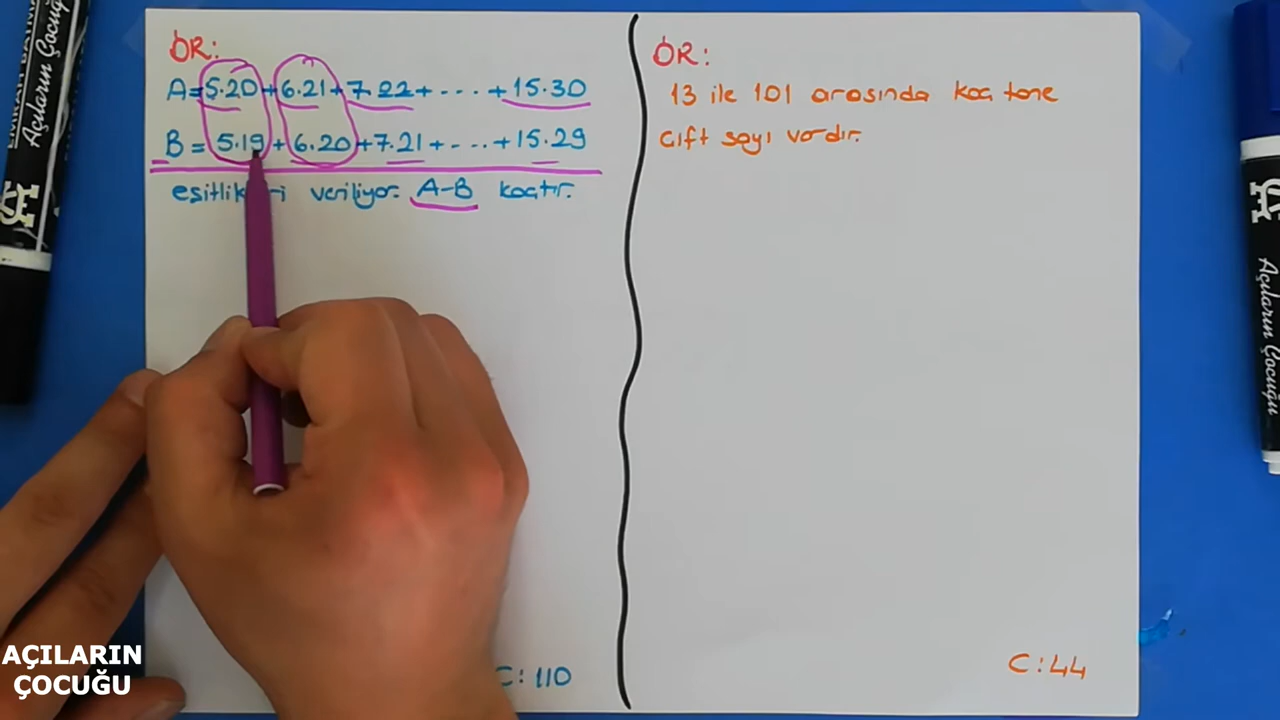 ÖR:
A=5.20+6.21+7.22+...+15.30
B=5.19+6.20+7.21+...+15.29
veriliyor. A-B kaçtır.
C:110
ÖR:
13 ile 101 arasında kaç tane
çift sayı vardır.
C:44
AÇILARIN
ÇOCUĞU
Açıların Çocuğu
Açıların Çocuğu